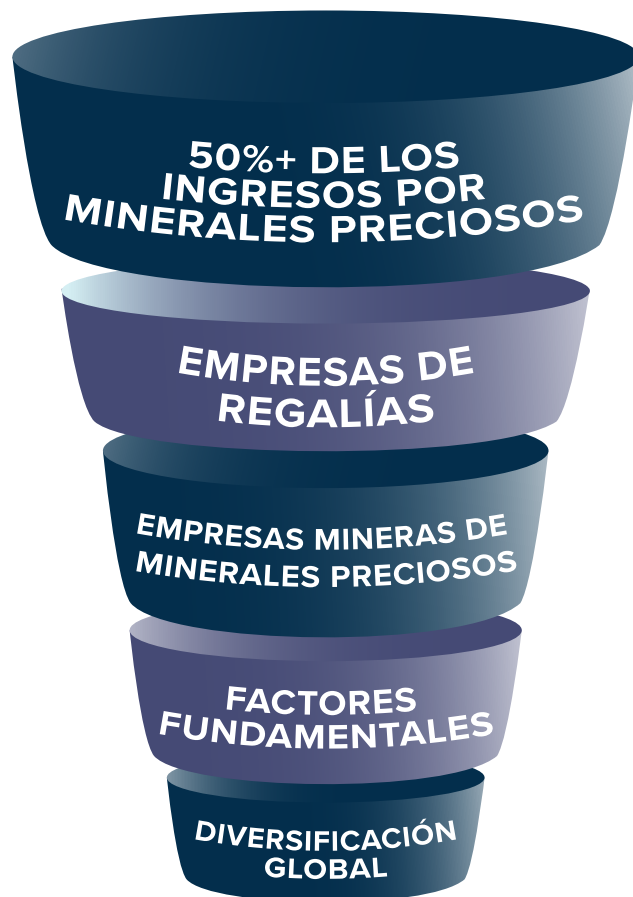 50%+ DE LOS
INGRESOS POR
MINERALES PRECIOSOS
EMPRESAS DE
REGALÍAS
EMPRESAS MINERAS DE
MINERALES PRECIOSOS
FACTORES
FUNDAMENTALES
DIVERSIFICACIÓN
GLOBAL